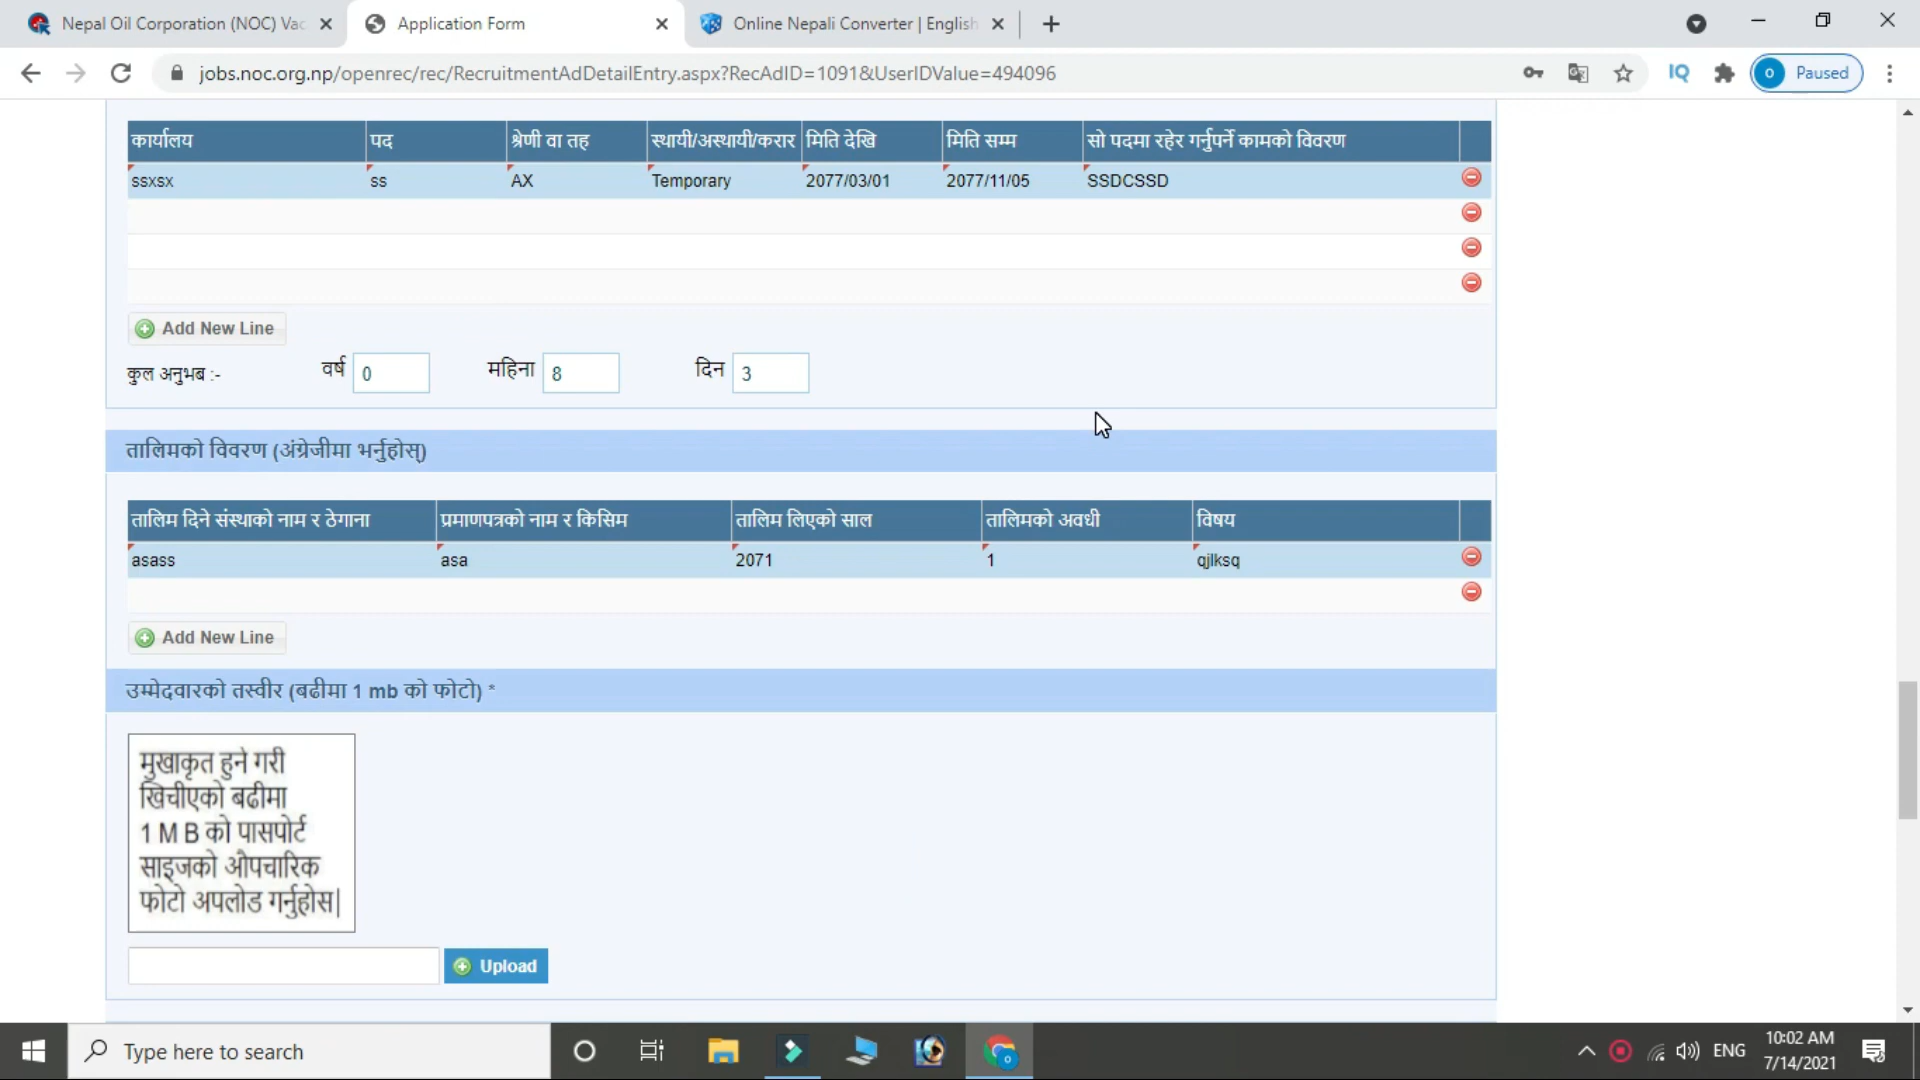 Nepal Oil Corporation (NOC) Vac
Application Form
Online Nepali Converter | English
jobs.noc.org.np/openrec/rec/RecruitmentAdDetailEntry.aspx?RecAdID=1091&UserIDValue=494096
IQ
o Paused
कार्यालय पद श्रेणी वा तह स्थायी/अस्थायी/करार मिति देखि मिति सम्म सो पदमा रहेर गर्नुपर्ने कामको विवरण
ssxsx ss AX Temporary 2077/03/01 2077/11/05 SSDCSSD
Add New Line
कुल अनुभब :- वर्ष 0 महिना 8 दिन 3
तालिमको विवरण (अंग्रेजीमा भर्नुहोस्)
तालिम दिने संस्थाको नाम र ठेगाना प्रमाणपत्रको नाम र किसिम तालिम लिएको साल तालिमको अवधी विषय
asass asa 2071 1 qjlksq
Add New Line
उम्मेदवारको तस्वीर (बढीमा 1 mb को फोटो) *
मुखाकृत हुने गरी
खिचीएको बढीमा
1 M B को पासपोर्ट
साइजको औपचारिक
फोटो अपलोड गर्नुहोस|
Upload
Type here to search
ENG
10:02 AM
7/14/2021